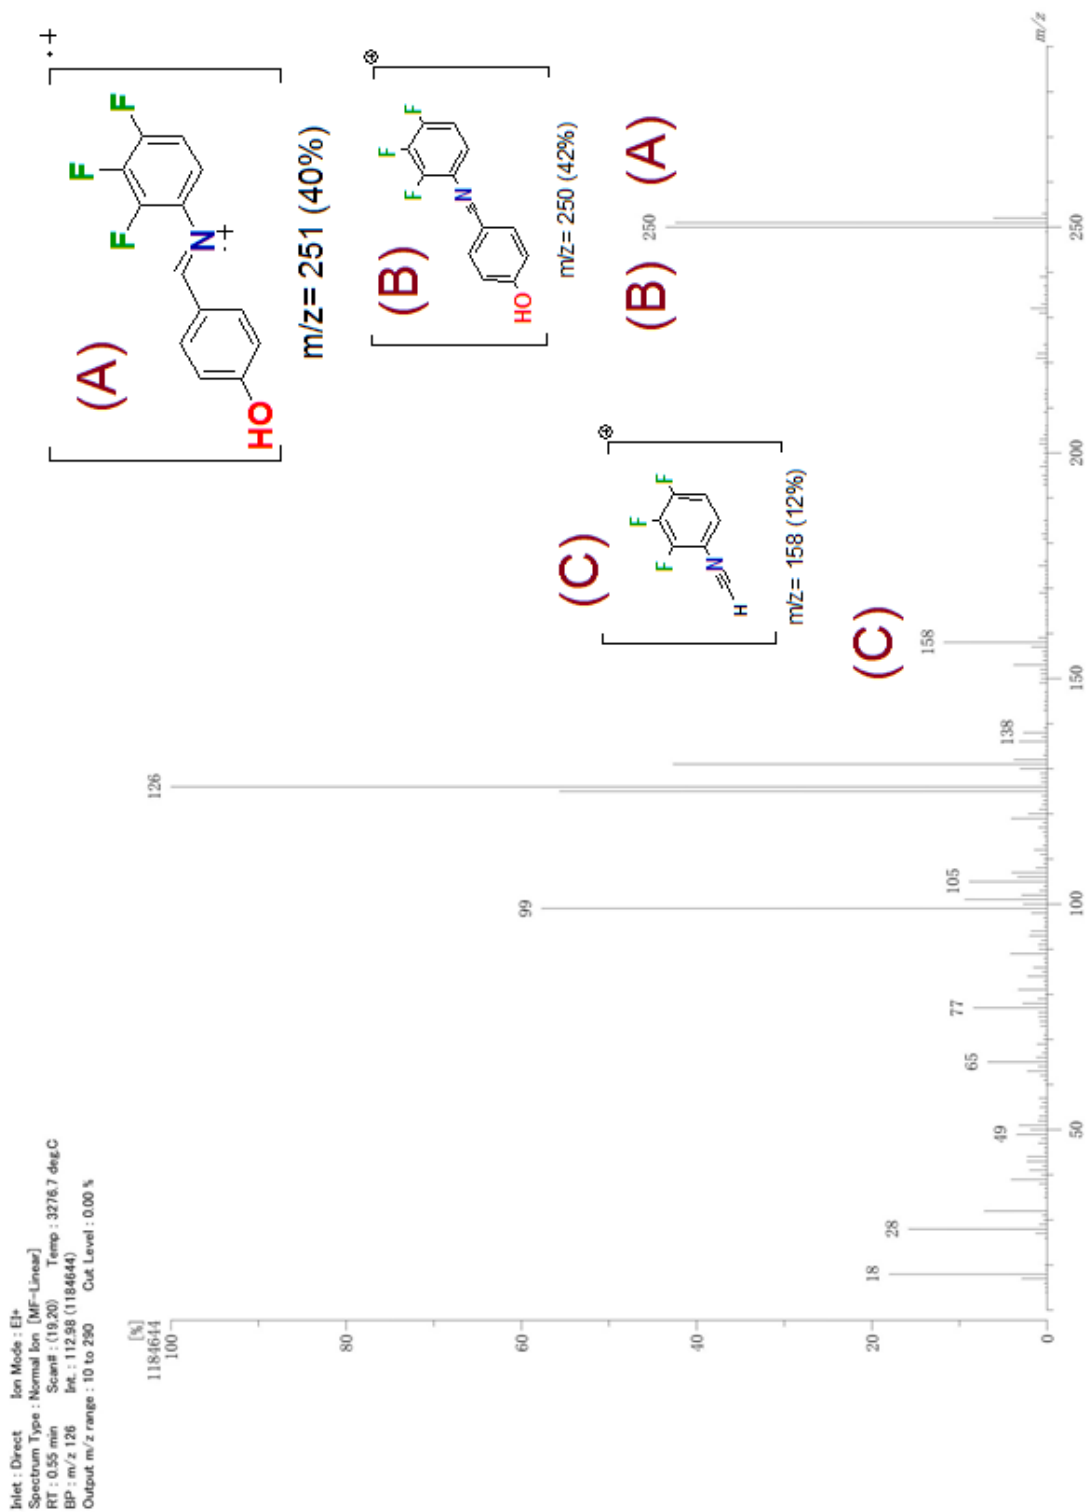 Inlet : Direct Ion Mode : EI+
Spectrum Type : Normal Ion [MF-Linear]
RT : 0.55 min Scan# : (19,20) Temp : 3276.7 deg.C
BP : m/z 126 Int. : 112.98 (1184644)
Output m/z range : 10 to 290 Cut Level : 0.00 %
[%]
1184644
100
80
60
40
20
0
18
28
49
65
77
99
105
126
138
158
250
50
100
150
200
250
m/z
(A)
HO
N
F
F
F
+
m/z= 251 (40%)
(B)
HO
N
F
F
F
+
m/z= 250 (42%)
(C)
H
N
F
F
F
+
m/z= 158 (12%)
(C)
(B) (A)